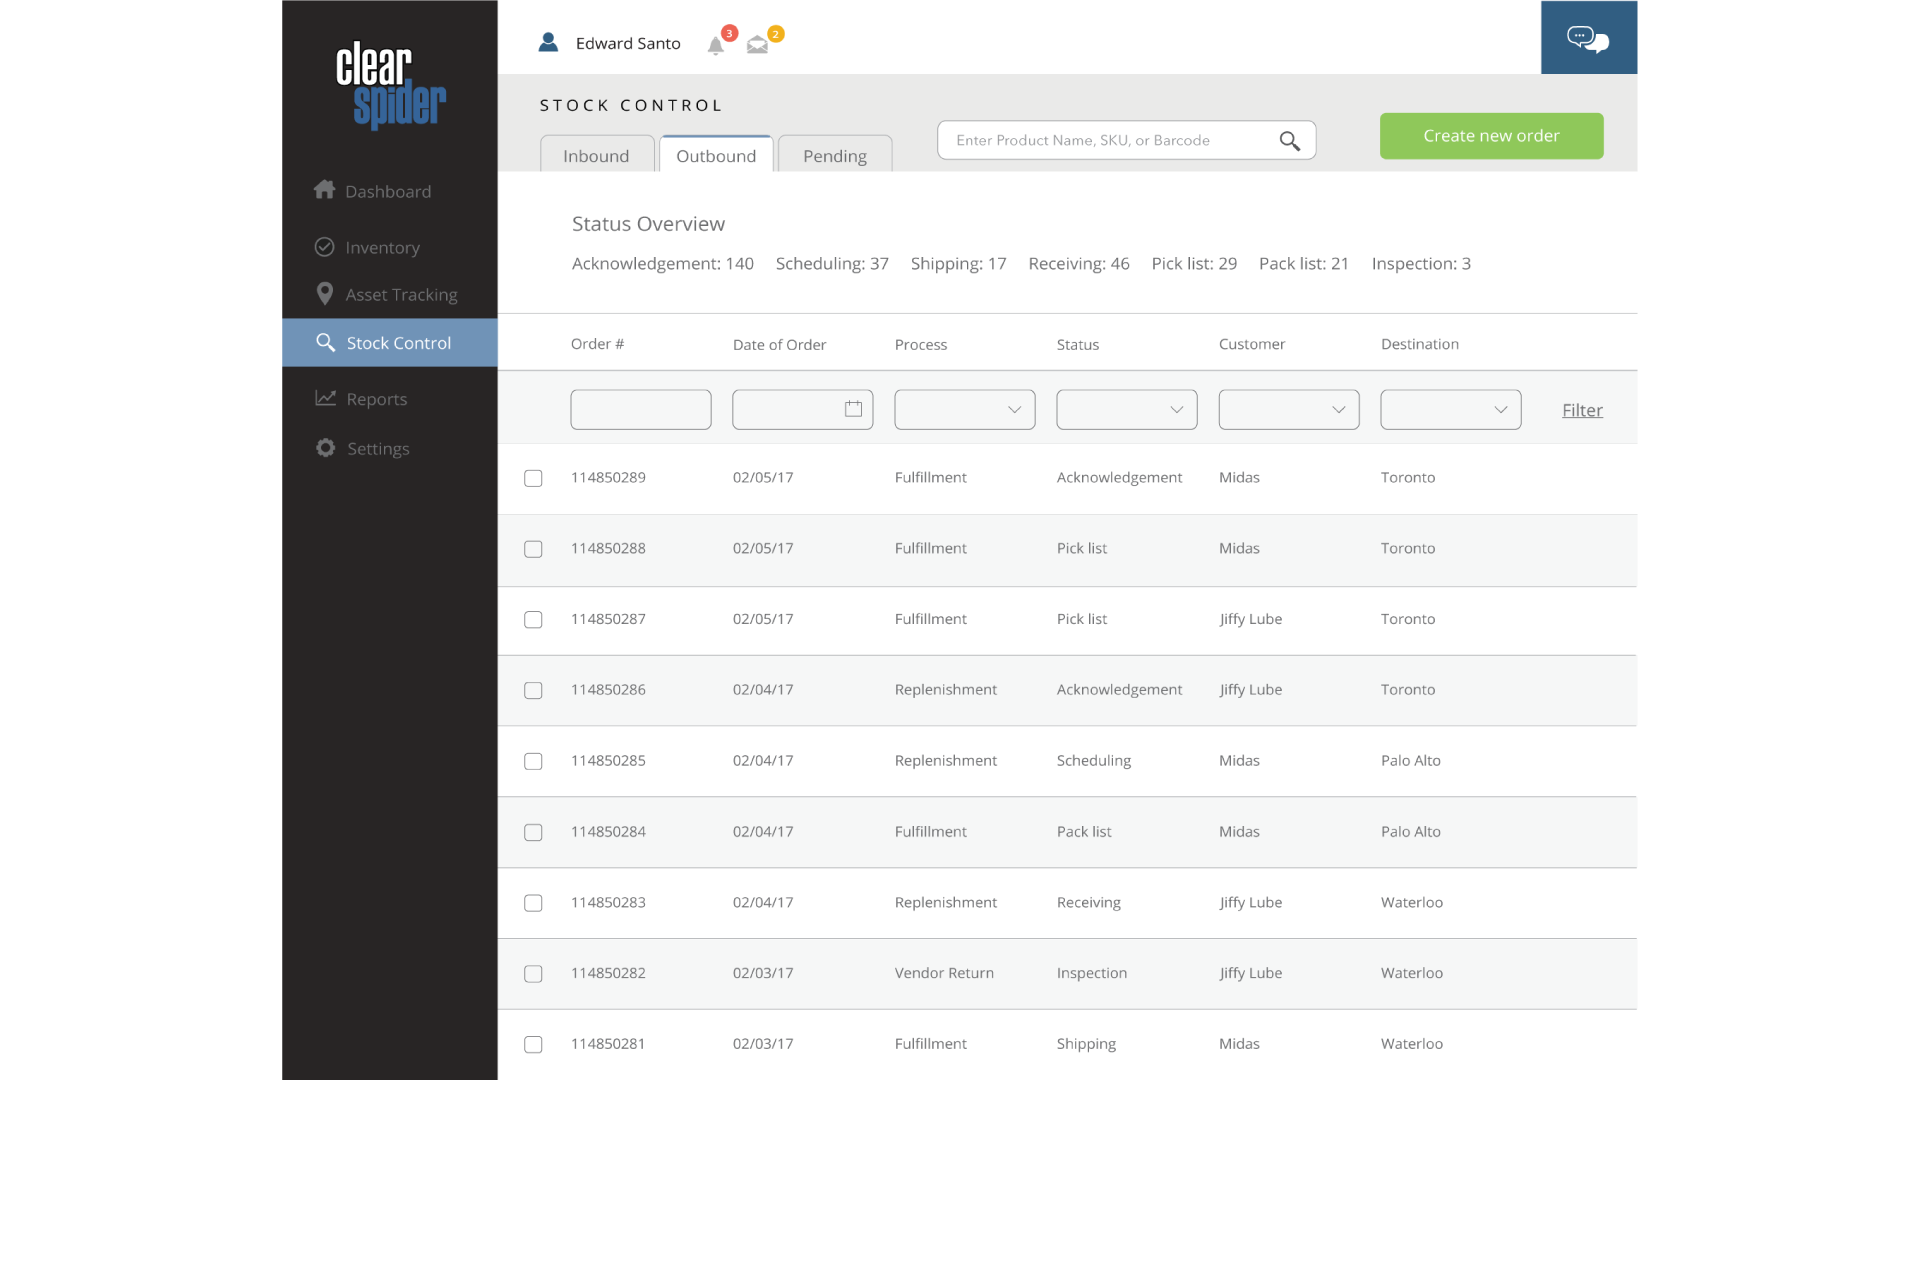 clear
spider
Dashboard
Inventory
Asset Tracking
Stock Control
Reports
Settings
Edward Santo 3 2
STOCK CONTROL
Inbound Outbound Pending
Enter Product Name, SKU, or Barcode
Create new order
Status Overview
Acknowledgement: 140 Scheduling: 37 Shipping: 17 Receiving: 46 Pick list: 29 Pack list: 21 Inspection: 3
Order # Date of Order Process Status Customer Destination
Filter
114850289 02/05/17 Fulfillment Acknowledgement Midas Toronto
114850288 02/05/17 Fulfillment Pick list Midas Toronto
114850287 02/05/17 Fulfillment Pick list Jiffy Lube Toronto
114850286 02/04/17 Replenishment Acknowledgement Jiffy Lube Toronto
114850285 02/04/17 Replenishment Scheduling Midas Palo Alto
114850284 02/04/17 Fulfillment Pack list Midas Palo Alto
114850283 02/04/17 Replenishment Receiving Jiffy Lube Waterloo
114850282 02/03/17 Vendor Return Inspection Jiffy Lube Waterloo
114850281 02/03/17 Fulfillment Shipping Midas Waterloo